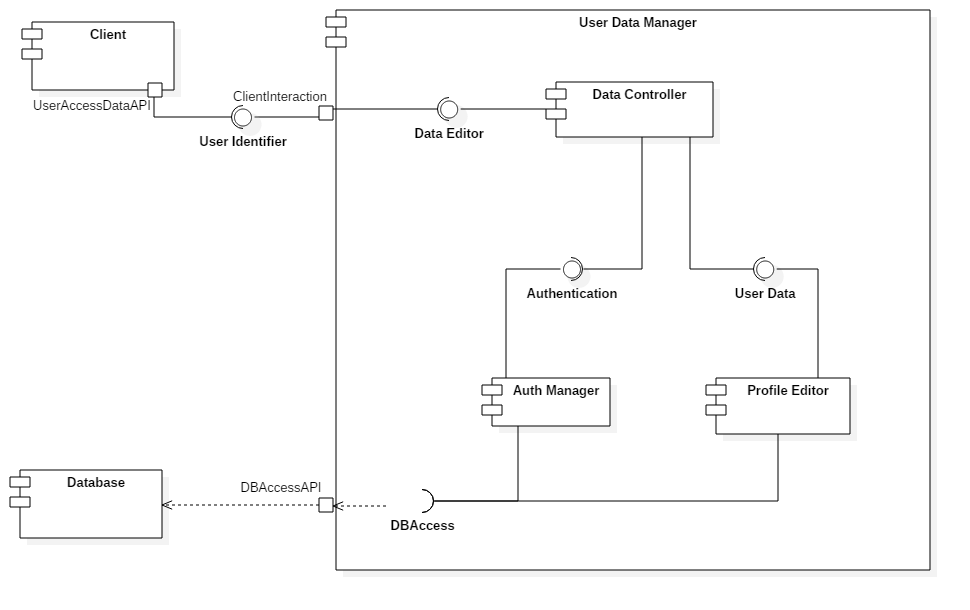 User Data Manager
Client
Data Controller
ClientInteraction
UserAccessDataAPI
Data Editor
User Identifier
Authentication
User Data
Auth Manager
Profile Editor
Database
DBAccessAPI
DBAccess